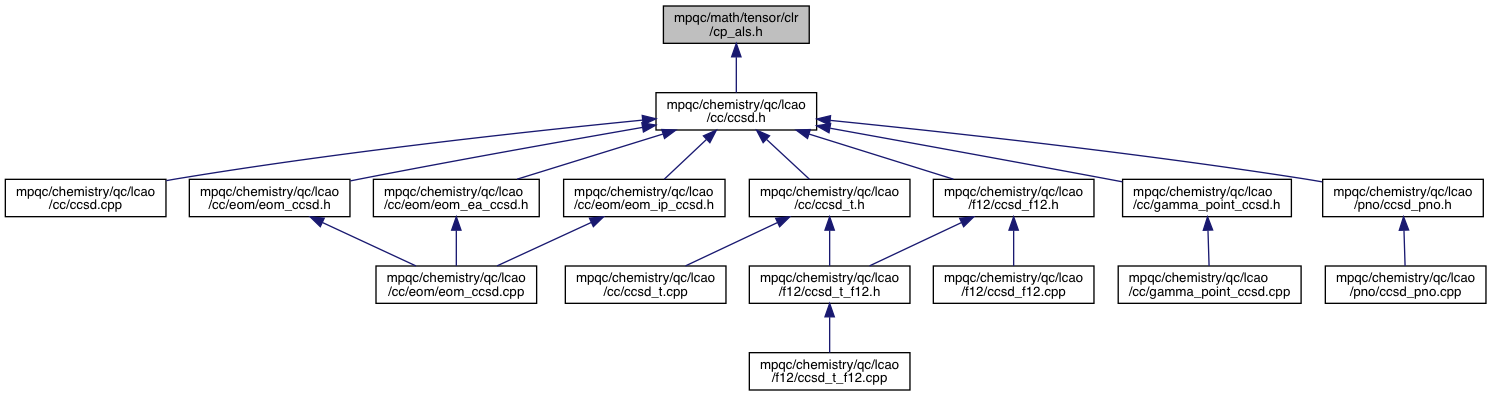 mpqc/math/tensor/clr
/cp_als.h
mpqc/chemistry/qc/lcao
/cc/ccsd.h
mpqc/chemistry/qc/lcao
/cc/ccsd.cpp
mpqc/chemistry/qc/lcao
/cc/eom/eom_ccsd.h
mpqc/chemistry/qc/lcao
/cc/eom/eom_ea_ccsd.h
mpqc/chemistry/qc/lcao
/cc/eom/eom_ip_ccsd.h
mpqc/chemistry/qc/lcao
/cc/ccsd_t.h
mpqc/chemistry/qc/lcao
/f12/ccsd_f12.h
mpqc/chemistry/qc/lcao
/cc/gamma_point_ccsd.h
mpqc/chemistry/qc/lcao
/pno/ccsd_pno.h
mpqc/chemistry/qc/lcao
/cc/eom/eom_ccsd.cpp
mpqc/chemistry/qc/lcao
/cc/ccsd_t.cpp
mpqc/chemistry/qc/lcao
/f12/ccsd_t_f12.h
mpqc/chemistry/qc/lcao
/f12/ccsd_f12.cpp
mpqc/chemistry/qc/lcao
/cc/gamma_point_ccsd.cpp
mpqc/chemistry/qc/lcao
/pno/ccsd_pno.cpp
mpqc/chemistry/qc/lcao
/f12/ccsd_t_f12.cpp